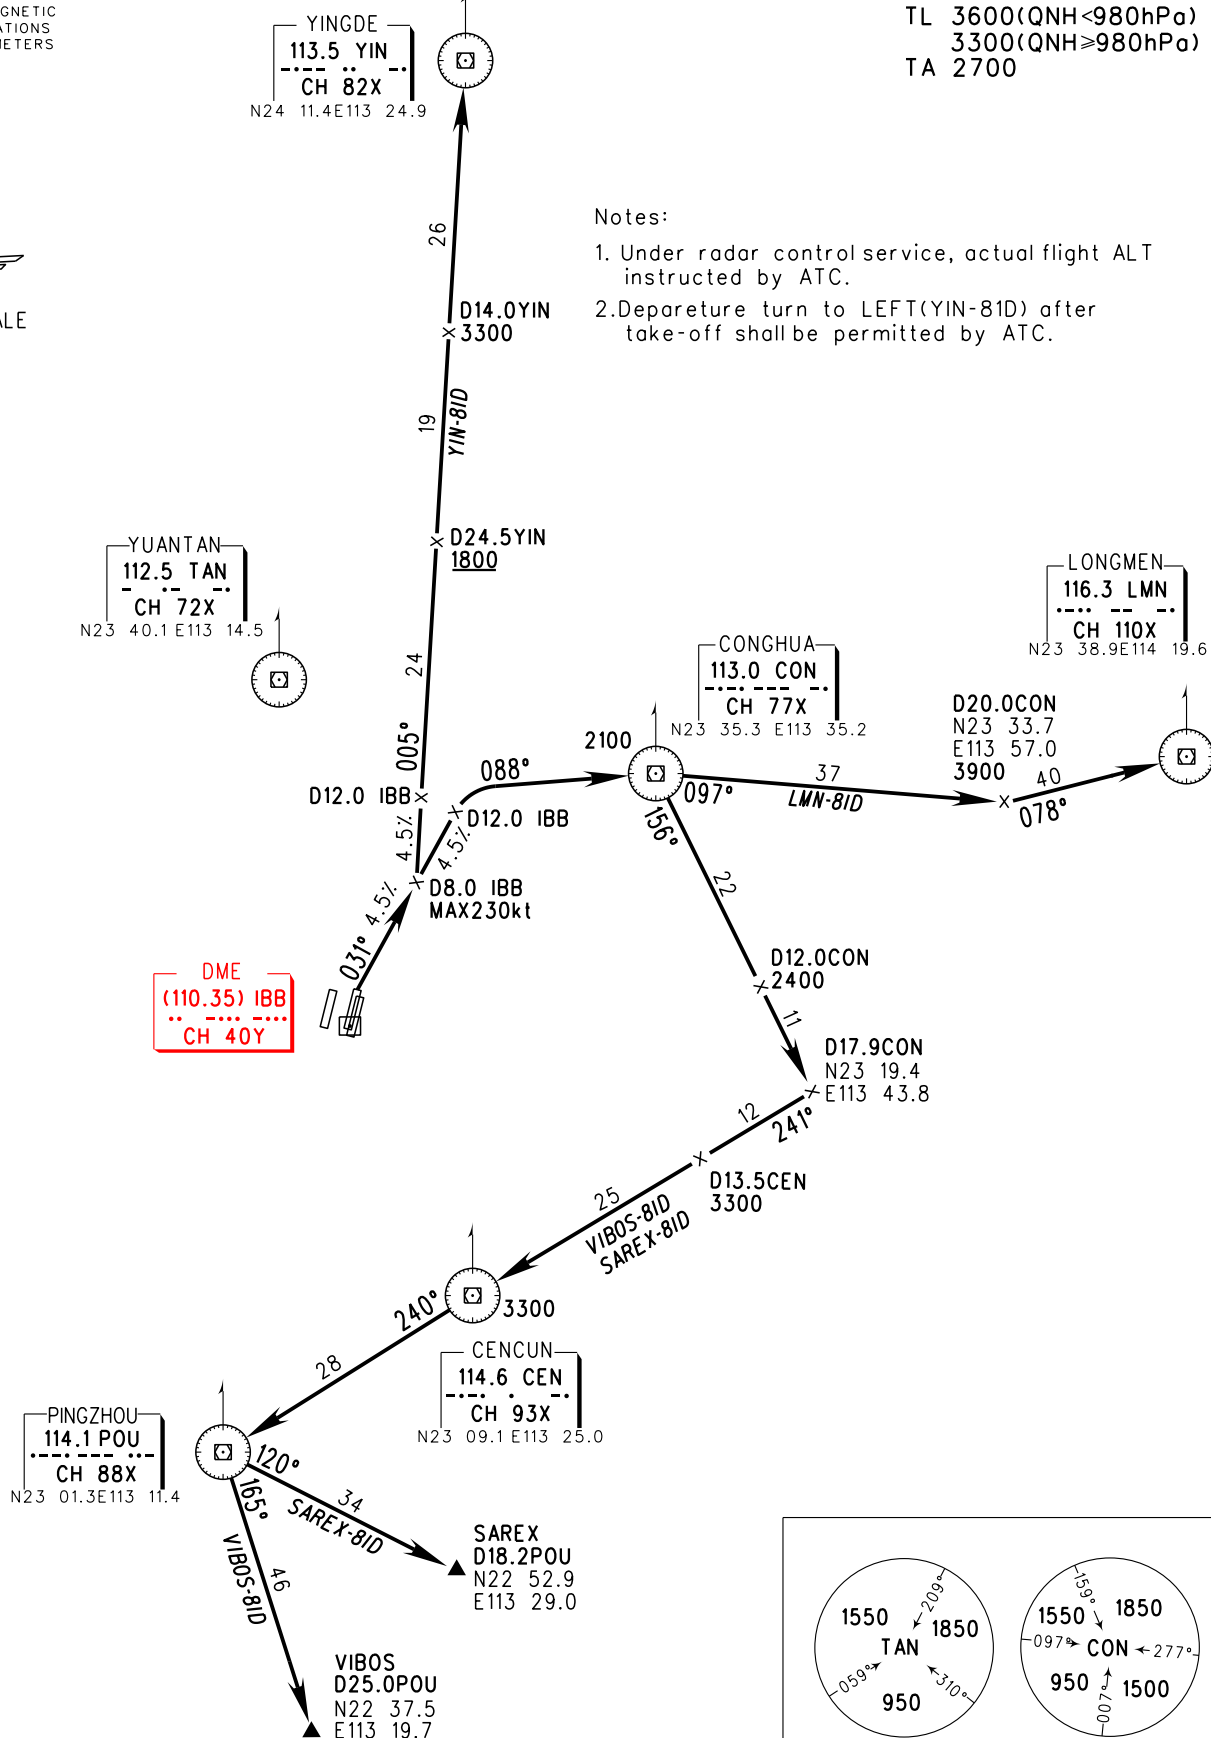 GNETIC
ATIONS
ETERS
ALE
TL 3600(QNH<980hPa)
3300(QNH≥980hPa)
TA 2700
YINGDE
113.5 YIN
CH 82X
N24 11.4E113 24.9
Notes:
1. Under radar control service, actual flight ALT
instructed by ATC.
2.Depareture turn to LEFT(YIN-81D) after
take-off shall be permitted by ATC.
26
D14.0YIN
3300
19
YIN-81D
D24.5YIN
1800
YUANTAN
112.5 TAN
CH 72X
N23 40.1 E113 14.5
24
005°
LONGMEN
116.3 LMN
CH 110X
N23 38.9E114 19.6
CONGHUA
113.0 CON
CH 77X
N23 35.3 E113 35.2
2100
D20.0CON
N23 33.7
E113 57.0
3900
088°
37
LMN-81D
097°
40
078°
156°
D12.0 IBB
D12.0 IBB
4.5%
4.5%
D8.0 IBB
MAX230kt
4.5%
031°
DME
(110.35) IBB
CH 40Y
22
D12.0CON
2400
11
D17.9CON
N23 19.4
E113 43.8
12
241°
D13.5CEN
3300
25
VIBOS-81D
SAREX-81D
3300
240°
CENCUN
114.6 CEN
CH 93X
N23 09.1 E113 25.0
28
PINGZHOU
114.1 POU
CH 88X
N23 01.3E113 11.4
120°
165°
34
SAREX-81D
SAREX
D18.2POU
N22 52.9
E113 29.0
46
VIBOS-81D
VIBOS
D25.0POU
N22 37.5
E113 19.7
1550
209°
1850
TAN
059°
310°
950
159°
1550
1850
097°
CON
277°
950
007°
1500